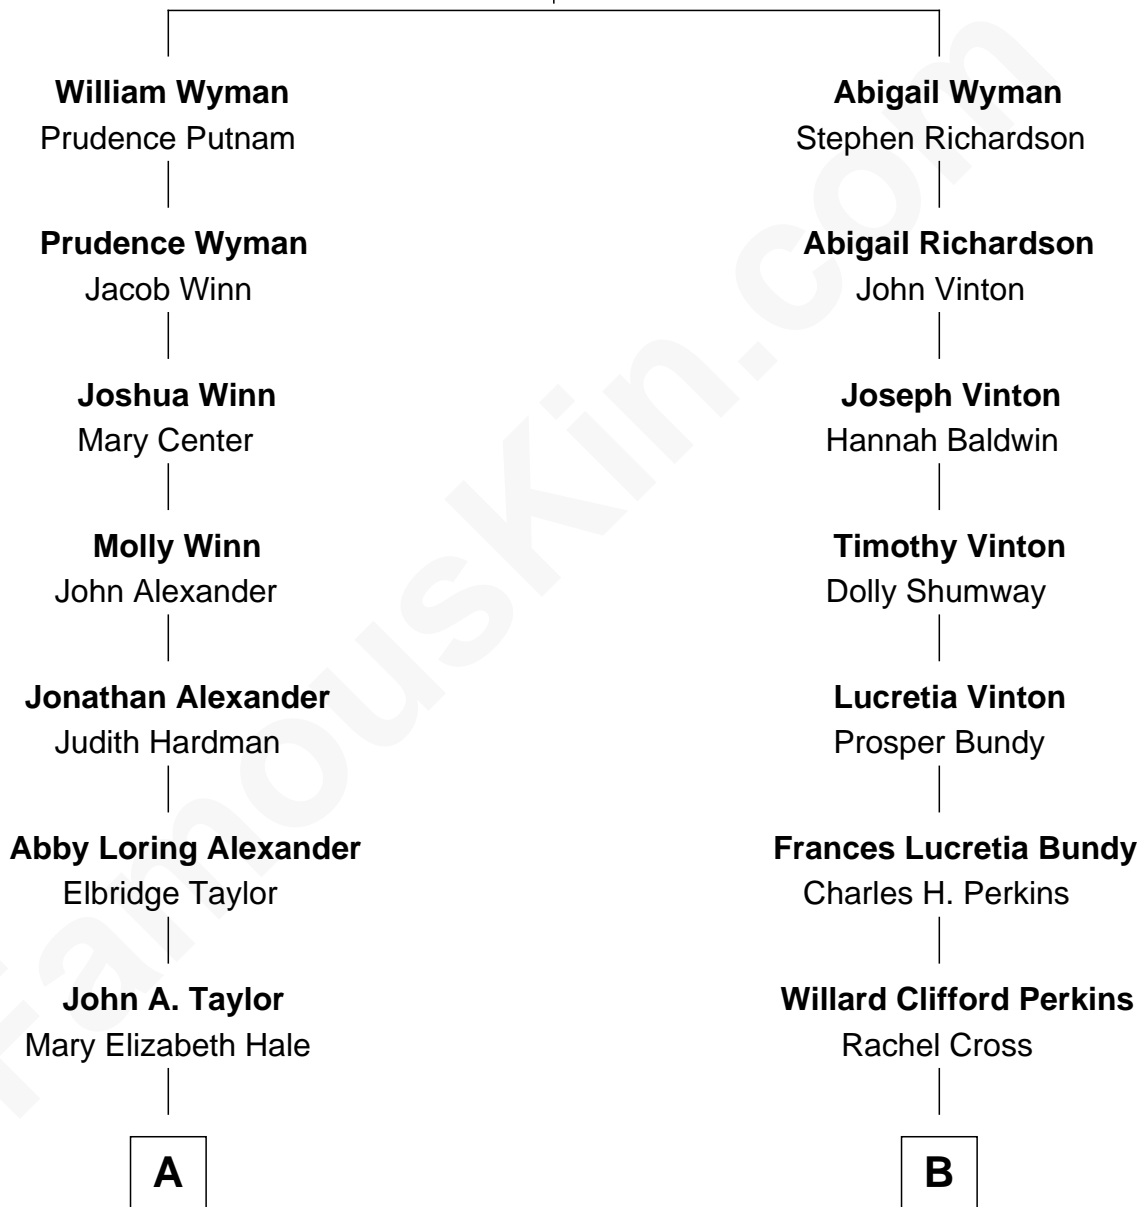 William Wyman
Prudence Putnam
Abigail Wyman
Stephen Richardson
Prudence Wyman
Jacob Winn
Abigail Richardson
John Vinton
Joshua Winn
Mary Center
Joseph Vinton
Hannah Baldwin
Molly Winn
John Alexander
Timothy Vinton
Dolly Shumway
Jonathan Alexander
Judith Hardman
Lucretia Vinton
Prosper Bundy
Abby Loring Alexander
Elbridge Taylor
Frances Lucretia Bundy
Charles H. Perkins
John A. Taylor
Mary Elizabeth Hale
Willard Clifford Perkins
Rachel Cross
A
B
FamousKin.com